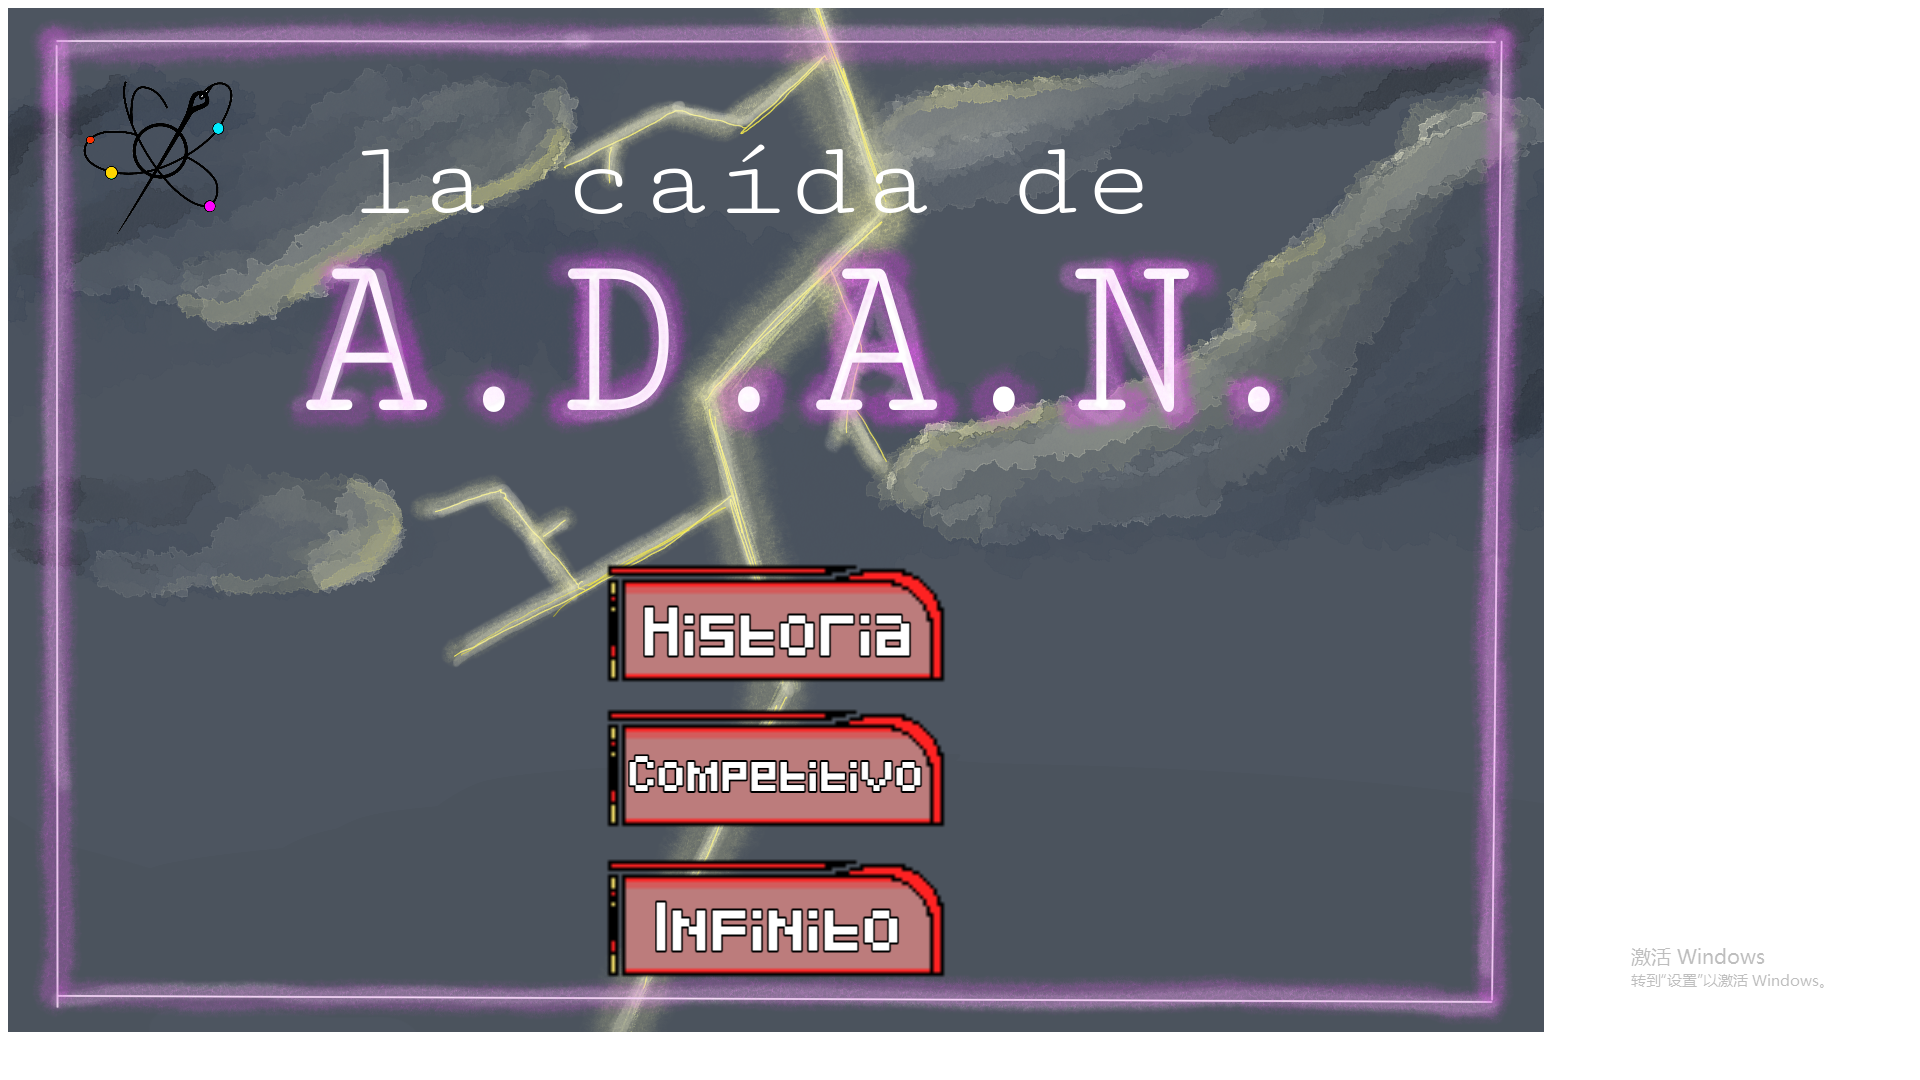 la caída de
A.D.A.N.
Historia
Competitivo
Infinito
激活 Windows
转到“设置”以激活 Windows。